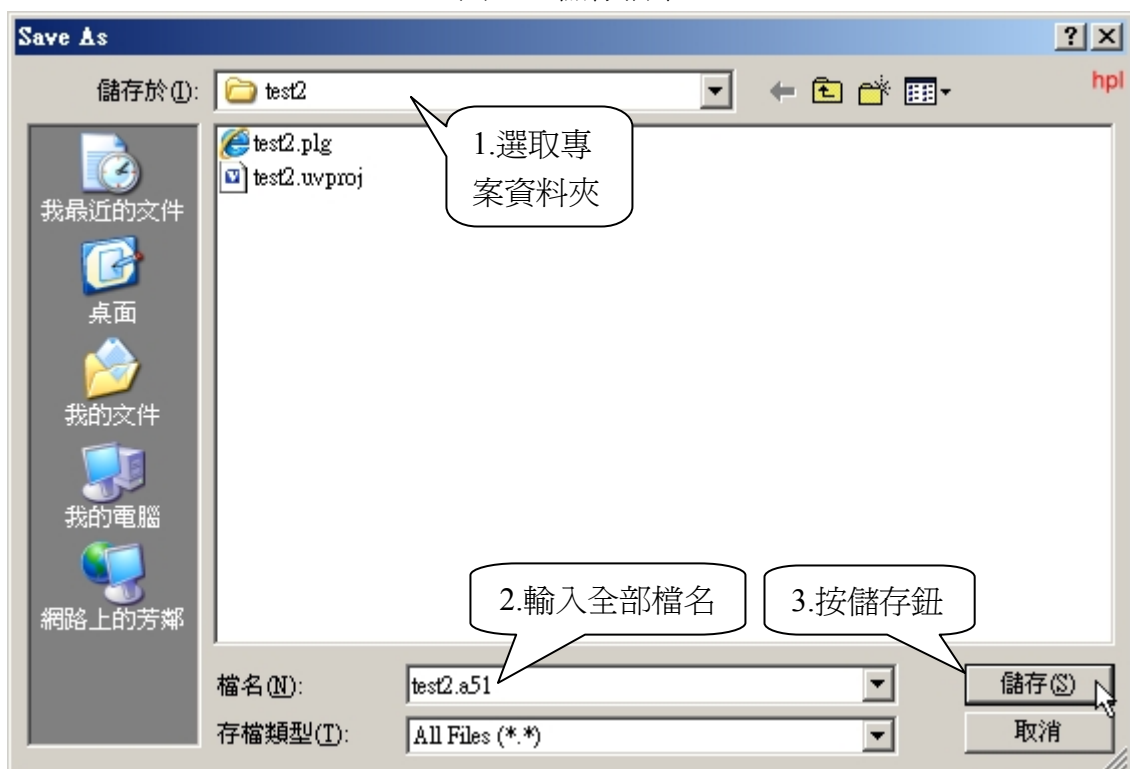 Save As
儲存於(I):
test2
hpl
1.選取專
案資料夾
test2.plg
test2.uvproj
我最近的文件
桌面
我的文件
我的電腦
網路上的芳鄰
2.輸入全部檔名
3.按儲存鈕
檔名(N):
test2.a51
儲存(S)
存檔類型(T):
All Files (*.*)
取消